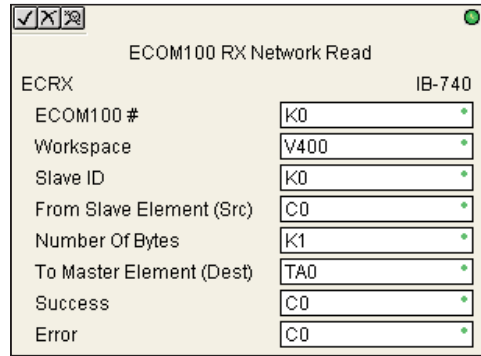 ECOM100 RX Network Read
ECRX IB-740
ECOM100 # K0
Workspace V400
Slave ID K0
From Slave Element (Src) C0
Number Of Bytes K1
To Master Element (Dest) TA0
Success C0
Error C0